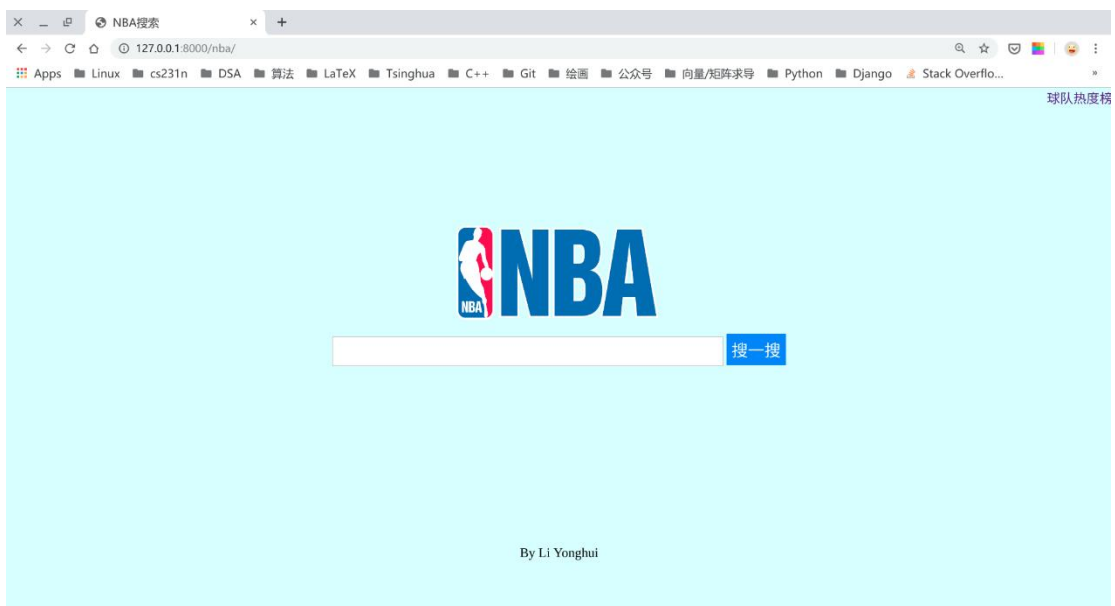 NBA搜索
127.0.0.1:8000/nba/
Apps Linux cs231n DSA 算法 LaTeX Tsinghua C++ Git 绘画 公众号 向量/矩阵求导 Python Django Stack Overflo... »
球队热度榜
NBA NBA
搜一搜
By Li Yonghui